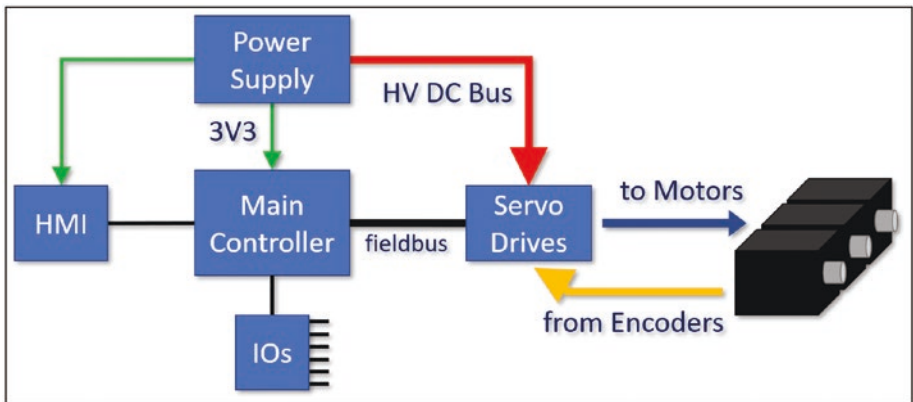 Power
Supply
HV DC Bus
3V3
HMI
Main
Controller
fieldbus
Servo
Drives
to Motors
from Encoders
IOs